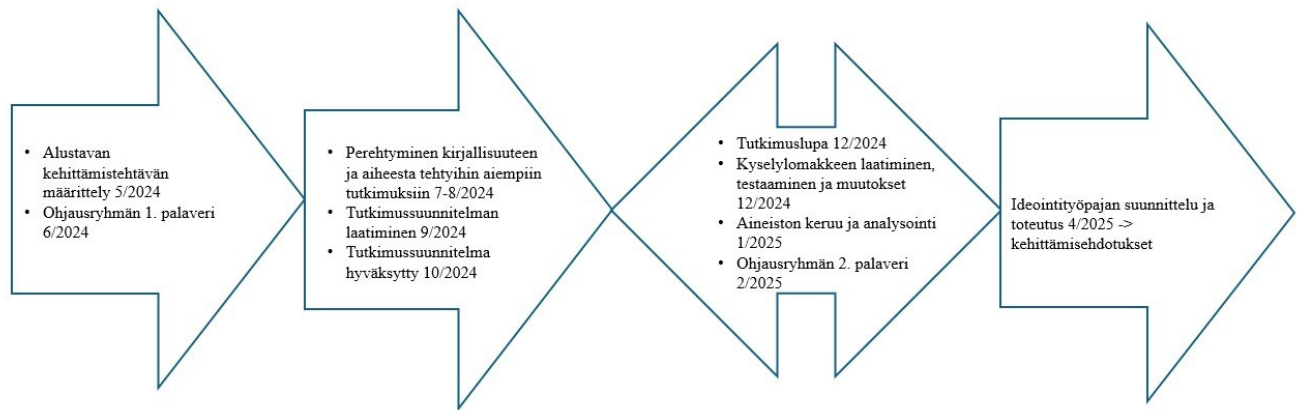 • Alustavan
kehittämistehtävän
määrittely 5/2024
• Ohjausryhmän 1. palaveri
6/2024
• Perehtyminen kirjallisuuteen
ja aiheesta tehtyihin aiempiin
tutkimuksiin 7-8/2024
• Tutkimussuunnitelman
laatiminen 9/2024
• Tutkimussuunnitelma
hyväksytty 10/2024
• Tutkimuslupa 12/2024
• Kyselylomakkeen laatiminen,
testaaminen ja muutokset
12/2024
• Aineiston keruu ja analysointi
1/2025
• Ohjausryhmän 2. palaveri
2/2025
Ideointityöpajan suunnittelu ja
toteutus 4/2025 ->
kehittämisehdotukset